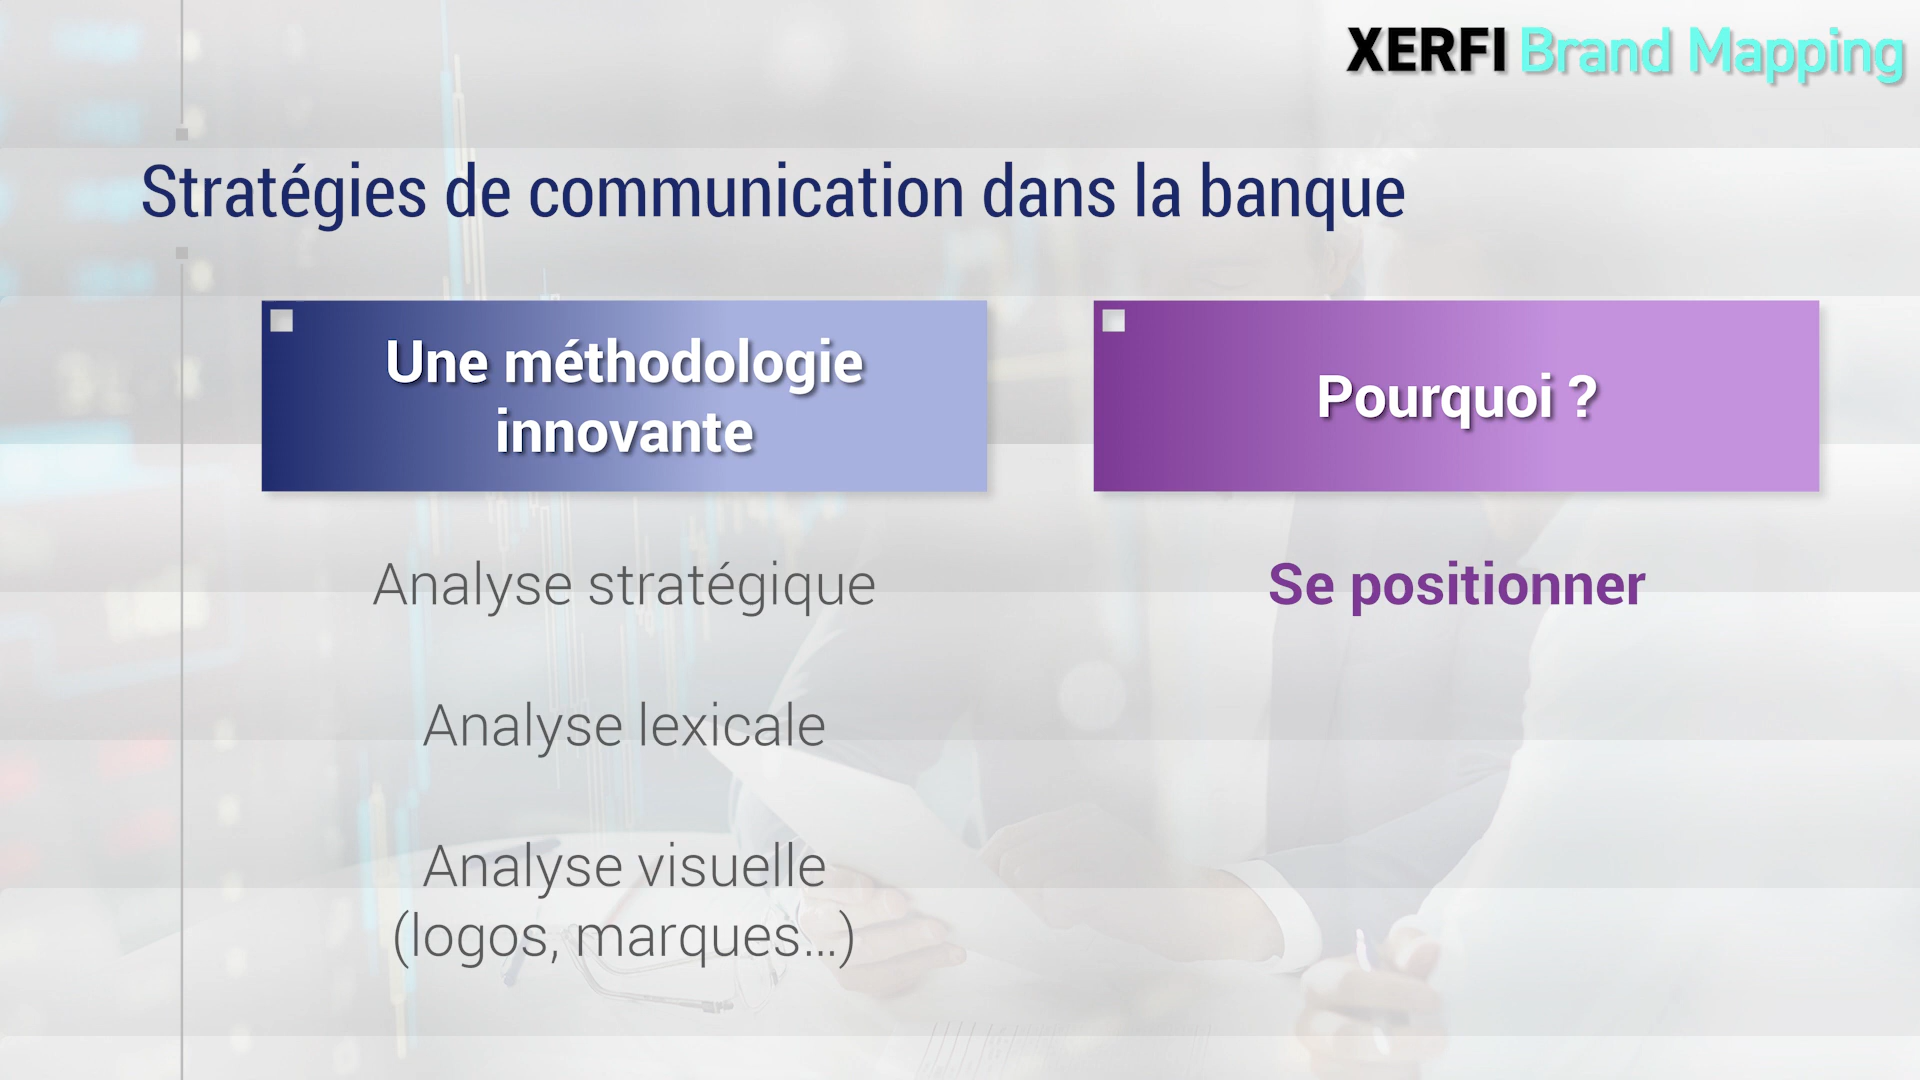 XERFI Brand Mapping
Stratégies de communication dans la banque
Une méthodologie
innovante
Analyse stratégique
Analyse lexicale
Analyse visuelle
(logos, marques...)
Pourquoi ?
Se positionner